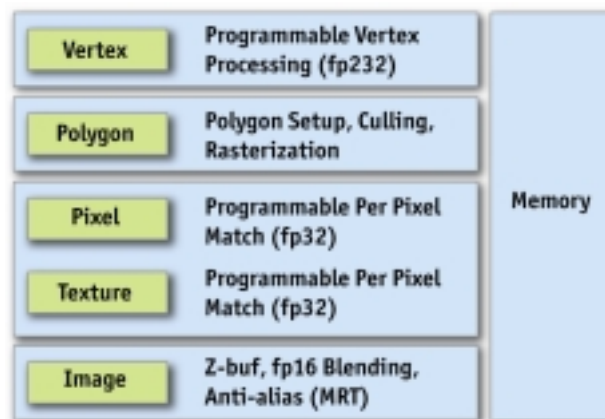 Vertex
Programmable Vertex
Processing (fp232)
Polygon
Polygon Setup, Culling,
Rasterization
Pixel
Programmable Per Pixel
Match (fp32)
Texture
Programmable Per Pixel
Match (fp32)
Image
Z-buf, fp16 Blending,
Anti-alias (MRT)
Memory